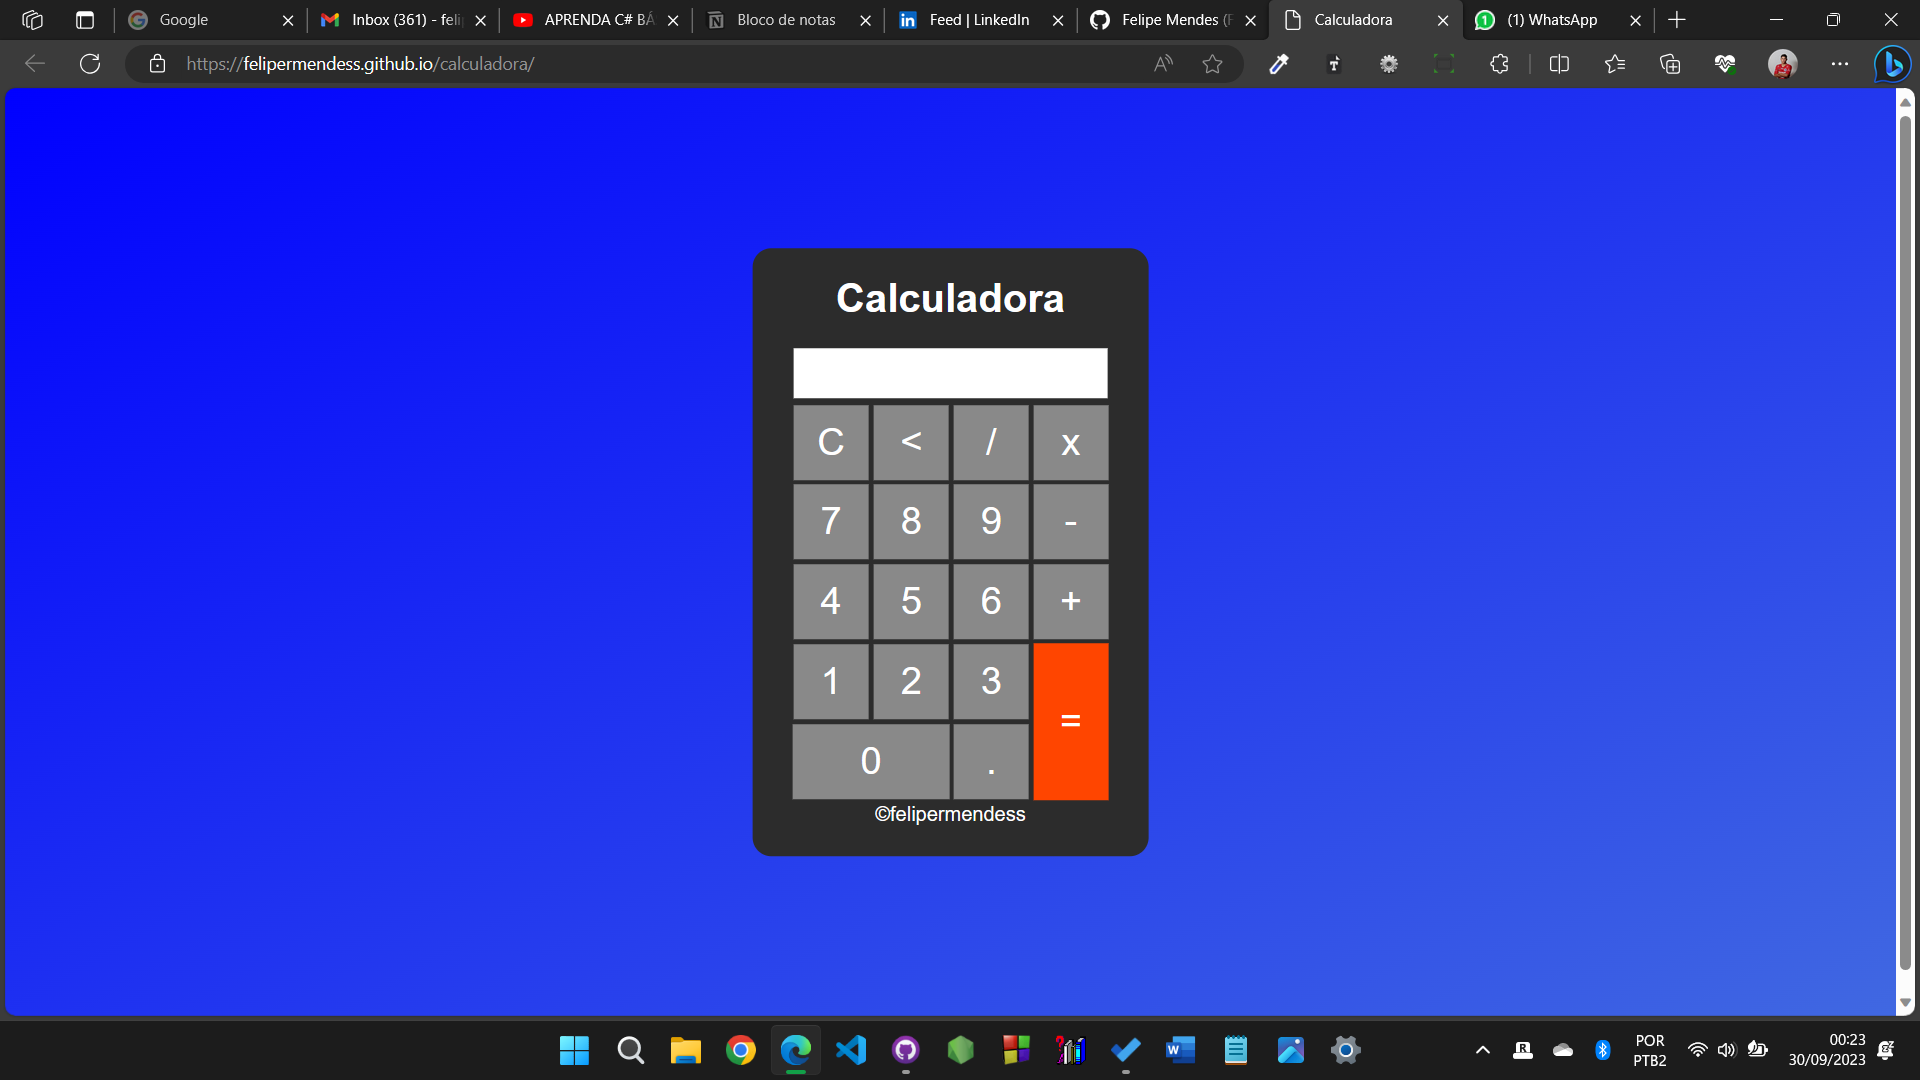 Google
Inbox (361) - feli
APRENDA C# BÁ
Bloco de notas
Feed | LinkedIn
Felipe Mendes (F
Calculadora
(1) WhatsApp
https://felipermendess.github.io/calculadora/
Calculadora
C < / x
7 8 9 -
4 5 6 +
1 2 3 =
0 .
©felipermendess
POR
PTB2
00:23
30/09/2023